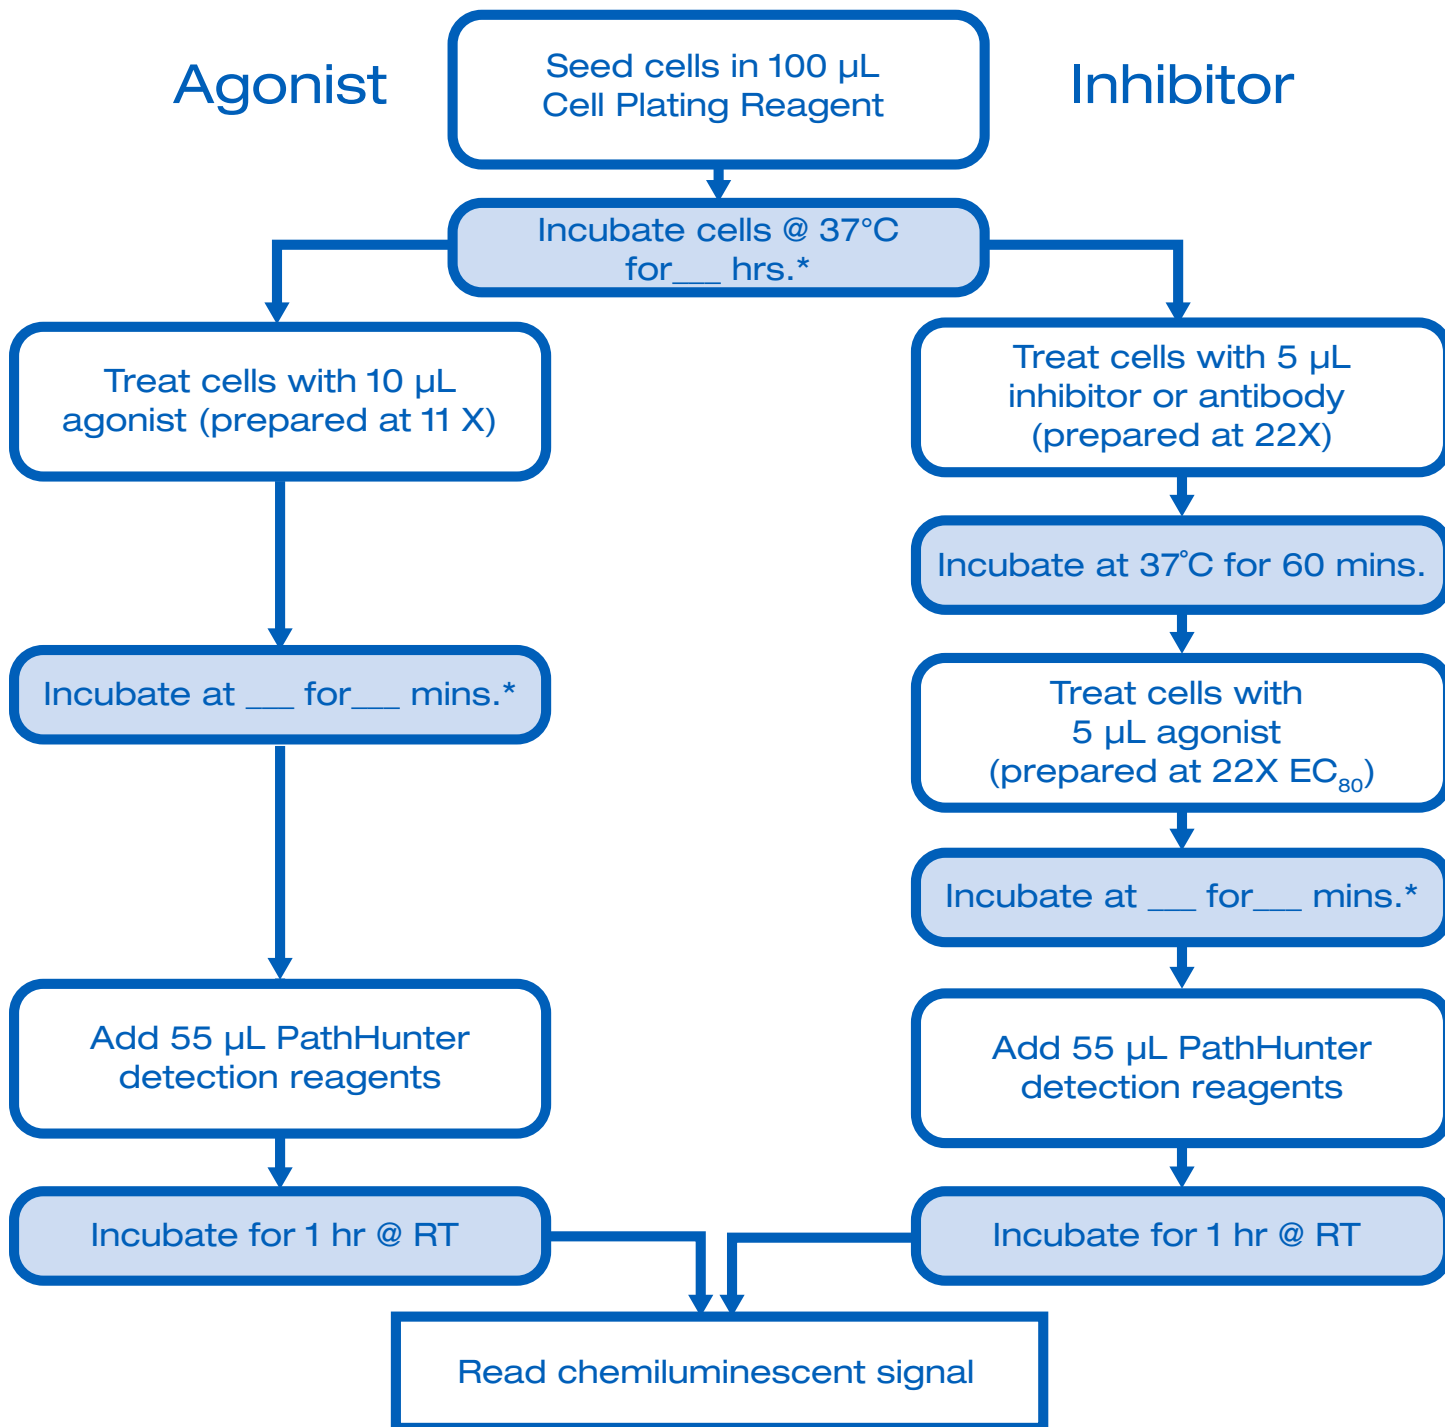 Agonist
Seed cells in 100 µL
Cell Plating Reagent
Inhibitor
Incubate cells @ 37°C
for___ hrs.*
Treat cells with 10 µL
agonist (prepared at 11 X)
Incubate at ___ for___ mins.*
Add 55 µL PathHunter
detection reagents
Incubate for 1 hr @ RT
Treat cells with 5 µL
inhibitor or antibody
(prepared at 22X)
Incubate at 37°C for 60 mins.
Treat cells with
5 µL agonist
(prepared at 22X EC₈₀)
Incubate at ___ for___ mins.*
Add 55 µL PathHunter
detection reagents
Incubate for 1 hr @ RT
Read chemiluminescent signal